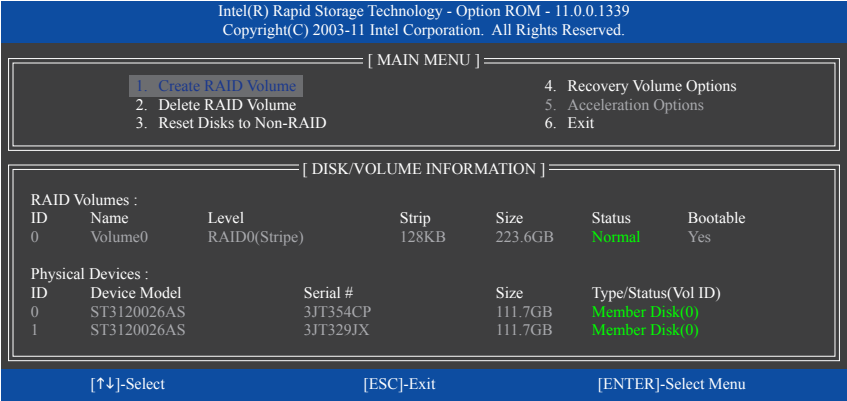 Intel(R) Rapid Storage Technology - Option ROM - 11.0.0.1339
Copyright(C) 2003-11 Intel Corporation.  All Rights Reserved.
[ MAIN MENU ]
1.  Create RAID Volume    4.  Recovery Volume Options
2.  Delete RAID Volume    5.  Acceleration Options
3.  Reset Disks to Non-RAID    6.  Exit
[ DISK/VOLUME INFORMATION ]
RAID Volumes :
ID    Name    Level    Strip    Size    Status    Bootable
0    Volume0    RAID0(Stripe)    128KB    223.6GB    Normal    Yes
Physical Devices :
ID    Device Model    Serial #    Size    Type/Status(Vol ID)
0    ST3120026AS    3JT354CP    111.7GB    Member Disk(0)
1    ST3120026AS    3JT329JX    111.7GB    Member Disk(0)
[↑↓]-Select    [ESC]-Exit    [ENTER]-Select Menu